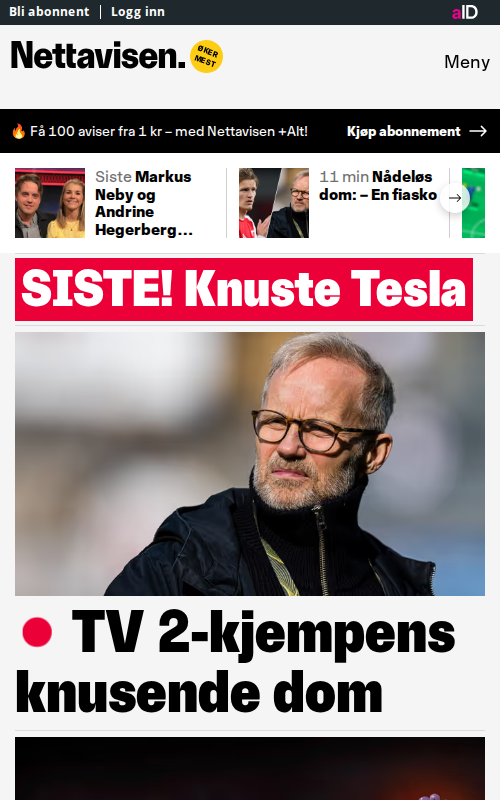 Bli abonnent
Logg inn
aID
Nettavisen.
ØKER
MEST
Meny
🔥 Få 100 aviser fra 1 kr – med Nettavisen +Alt!
Kjøp abonnement →
Siste Markus
Neby og
Andrine
Hegerberg...
11 min Nådeløs
dom: – En fiasko
SISTE! Knuste Tesla
TV 2-kjempens
knusende dom